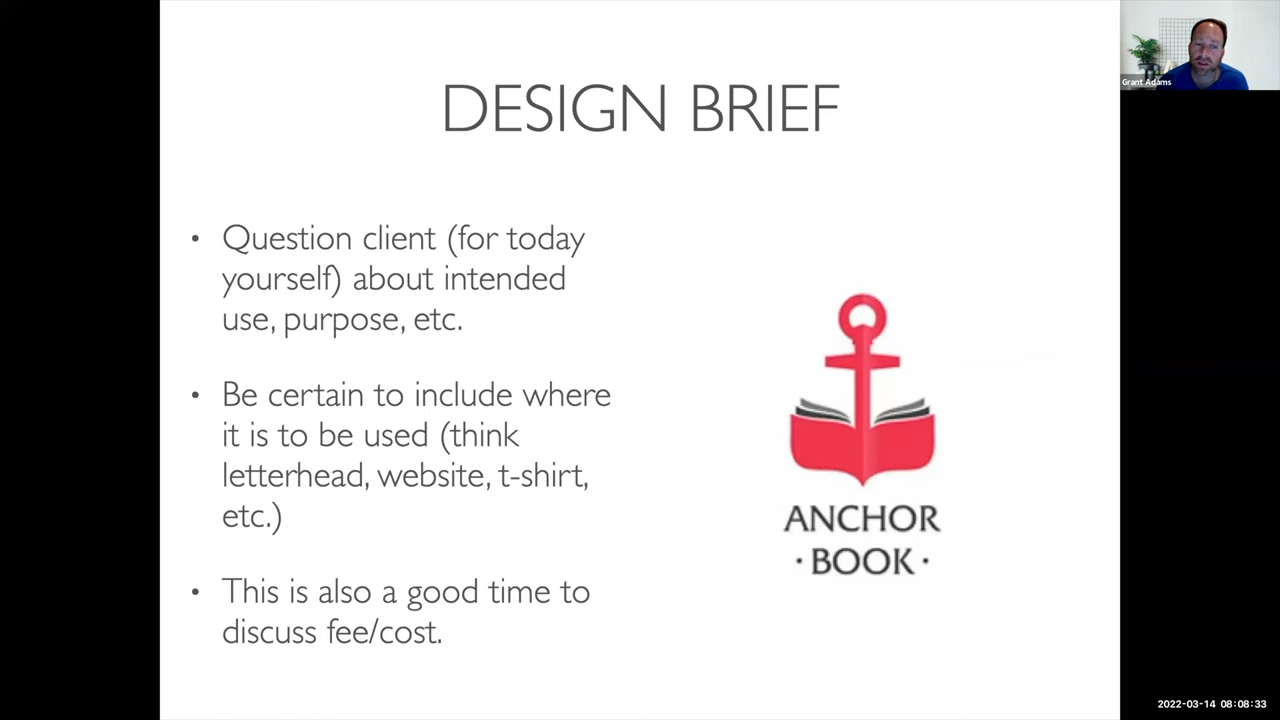 DESIGN BRIEF
• Question client (for today
yourself) about intended
use, purpose, etc.
• Be certain to include where
it is to be used (think
letterhead, website, t-shirt,
etc.)
• This is also a good time to
discuss fee/cost.
ANCHOR
· BOOK ·
Grant Adams
2022-03-14 08:08:33